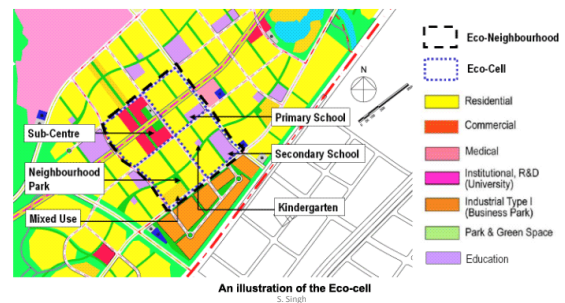 Sub-Centre
Neighbourhood
Park
Mixed Use
Primary School
Secondary School
Kindergarten
N
Eco-Neighbourhood
Eco-Cell
Residential
Commercial
Medical
Institutional, R&D
(University)
Industrial Type I
(Business Park)
Park & Green Space
Education
An illustration of the Eco-cell
S. Singh